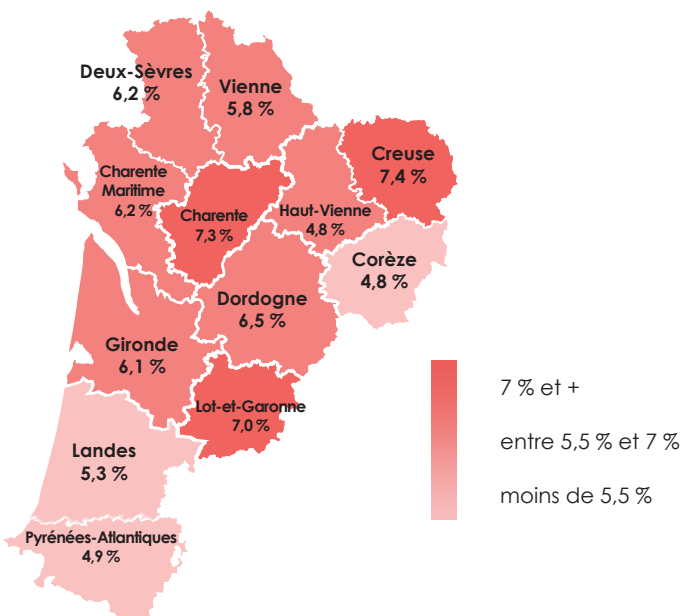 Deux-Sèvres
6,2 %
Vienne
5,8 %
Creuse
7,4 %
Charente
Maritime
6,2 %
Charente
7,3 %
Haut-Vienne
4,8 %
Corèze
4,8 %
Dordogne
6,5 %
Gironde
6,1 %
Lot-et-Garonne
7,0 %
Landes
5,3 %
Pyrénées-Atlantiques
4,9 %
7 % et +
entre 5,5 % et 7 %
moins de 5,5 %